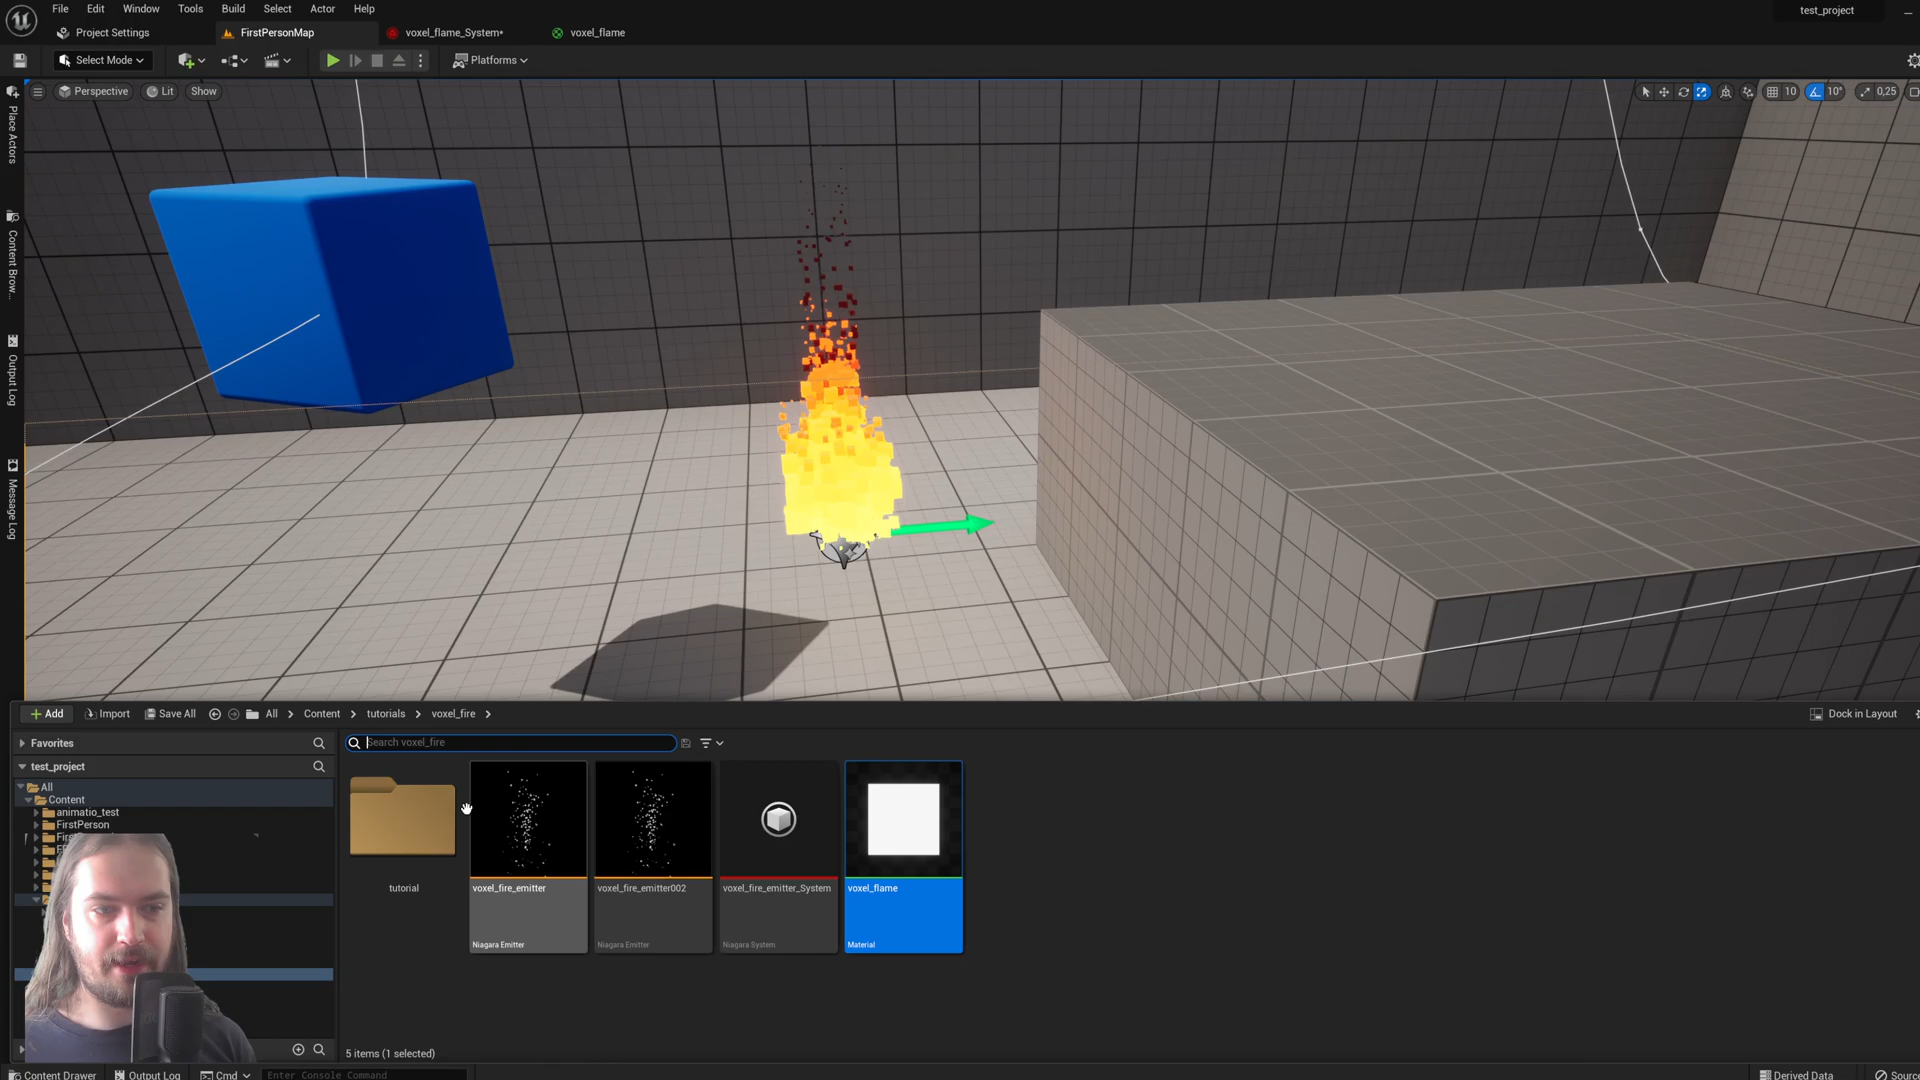 File Edit Window Tools Build Select Actor Help
test_project
Project Settings
FirstPersonMap
voxel_flame_System*
voxel_flame
Select Mode
Platforms
Perspective
Lit
Show
10
10°
0,25
Place Actors
Content Brow...
Output Log
Message Log
Add
Import
Save All
All
Content
tutorials
voxel_fire
Dock in Layout
Favorites
Search voxel_fire
test_project
All
Content
animatio_test
FirstPerson
tutorial
voxel_fire_emitter
Niagara Emitter
voxel_fire_emitter002
Niagara Emitter
voxel_fire_emitter_System
Niagara System
voxel_flame
Material
5 items (1 selected)
Content Drawer
Output Log
Cmd
Enter Console Command
Derived Data